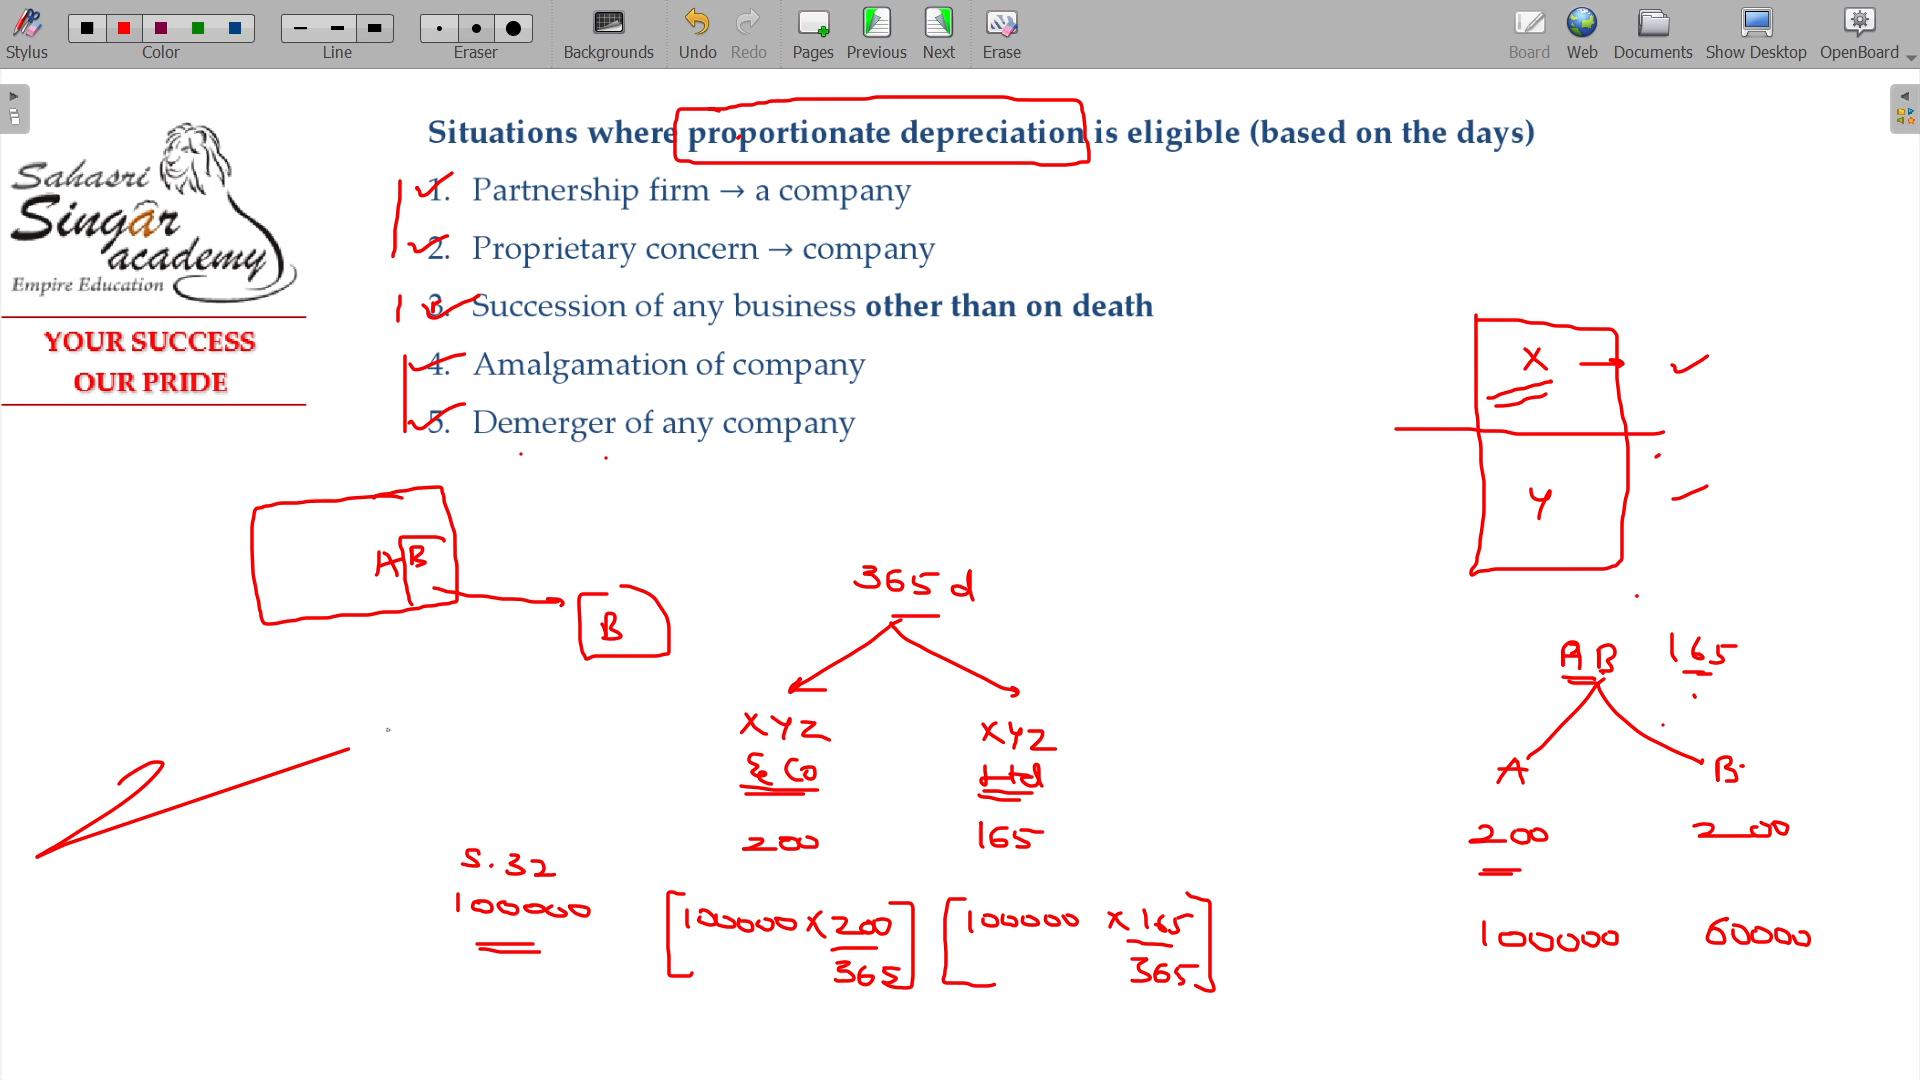 Stylus
Color
Line
Eraser
Backgrounds
Undo
Redo
Pages
Previous
Next
Erase
Board
Web
Documents
Show Desktop
OpenBoard
Sahasri
Singar
academy
Empire Education
YOUR SUCCESS
OUR PRIDE
Situations where proportionate depreciation is eligible (based on the days)
1. Partnership firm → a company
2. Proprietary concern → company
3. Succession of any business other than on death
4. Amalgamation of company
5. Demerger of any company
X
Y
A B
B
365 d
XYZ
& Co
200
XYZ
Ltd
165
S. 32
100000
100000 x 200
365
100000 x 165
365
AB 165
A B
200 200
100000 60000